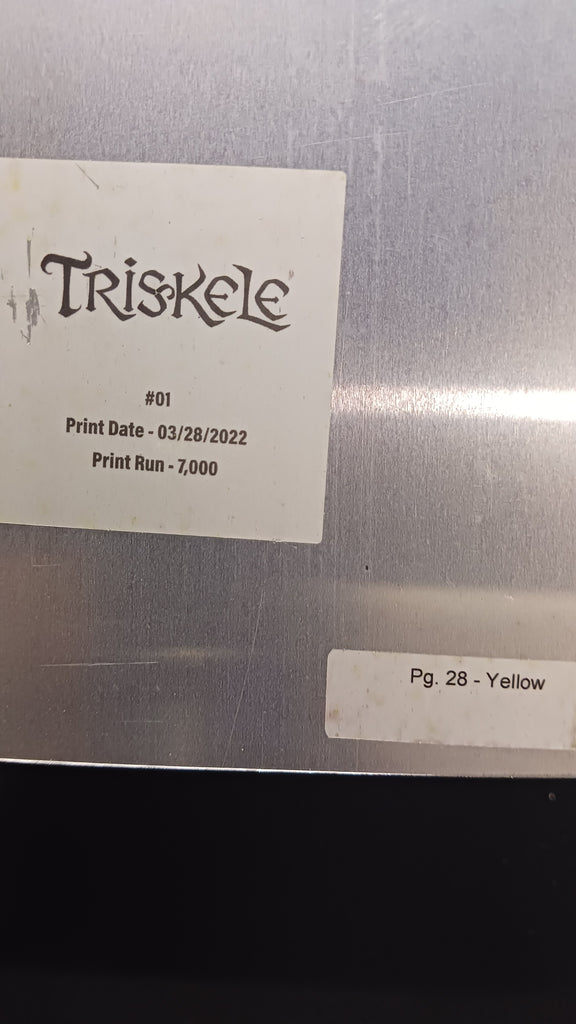 TRISKELE
#01
Print Date - 03/28/2022
Print Run - 7,000
Pg. 28 - Yellow